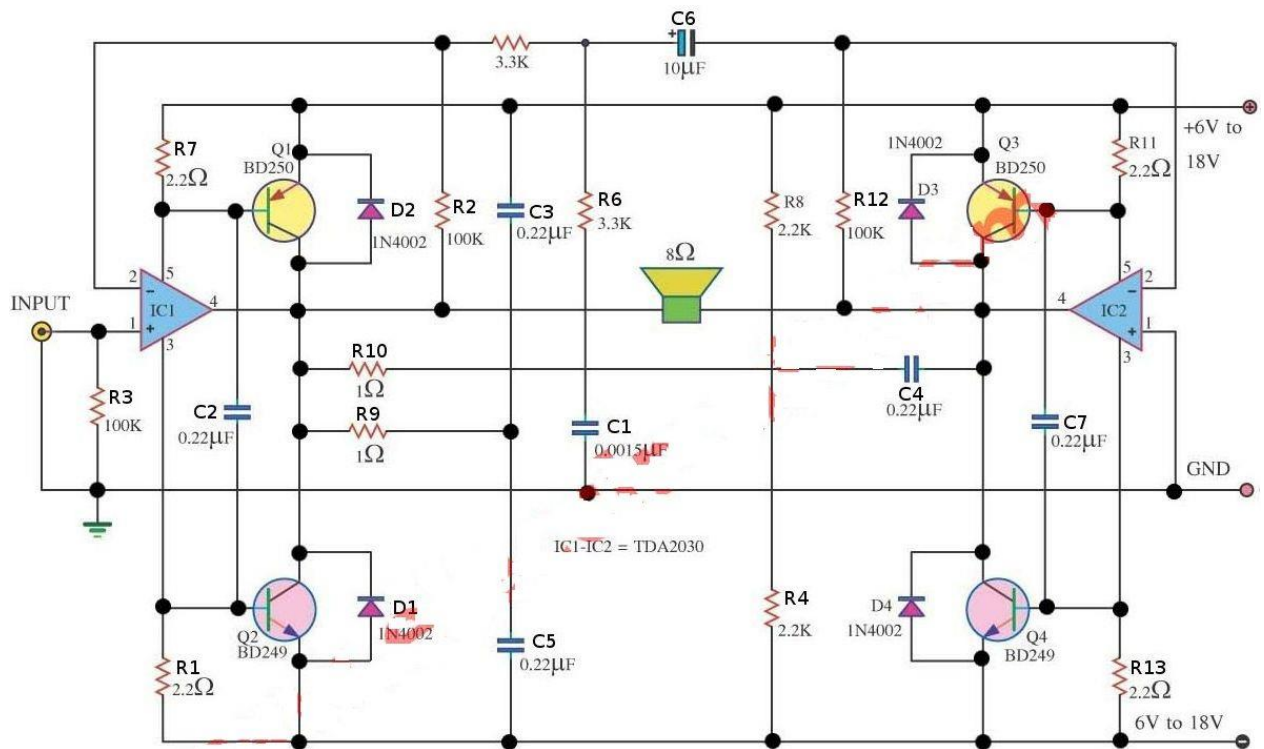 C6
+
3.3K
10µF
R7
2.2Ω
Q1
BD250
D2
1N4002
R2
100K
C3
0.22µF
R6
3.3K
R8
2.2K
R12
100K
1N4002
D3
Q3
BD250
R11
2.2Ω
+6V to
18V
+
8Ω
INPUT
2
5
−
IC1
4
1
+
3
4
5
2
−
IC2
+
1
3
R3
100K
C2
0.22µF
R10
1Ω
R9
1Ω
C1
0.0015µF
C4
0.22µF
C7
0.22µF
GND
IC1-IC2 = TDA2030
Q2
BD249
D1
1N4002
R1
2.2Ω
C5
0.22µF
R4
2.2K
D4
1N4002
Q4
BD249
R13
2.2Ω
6V to 18V
−